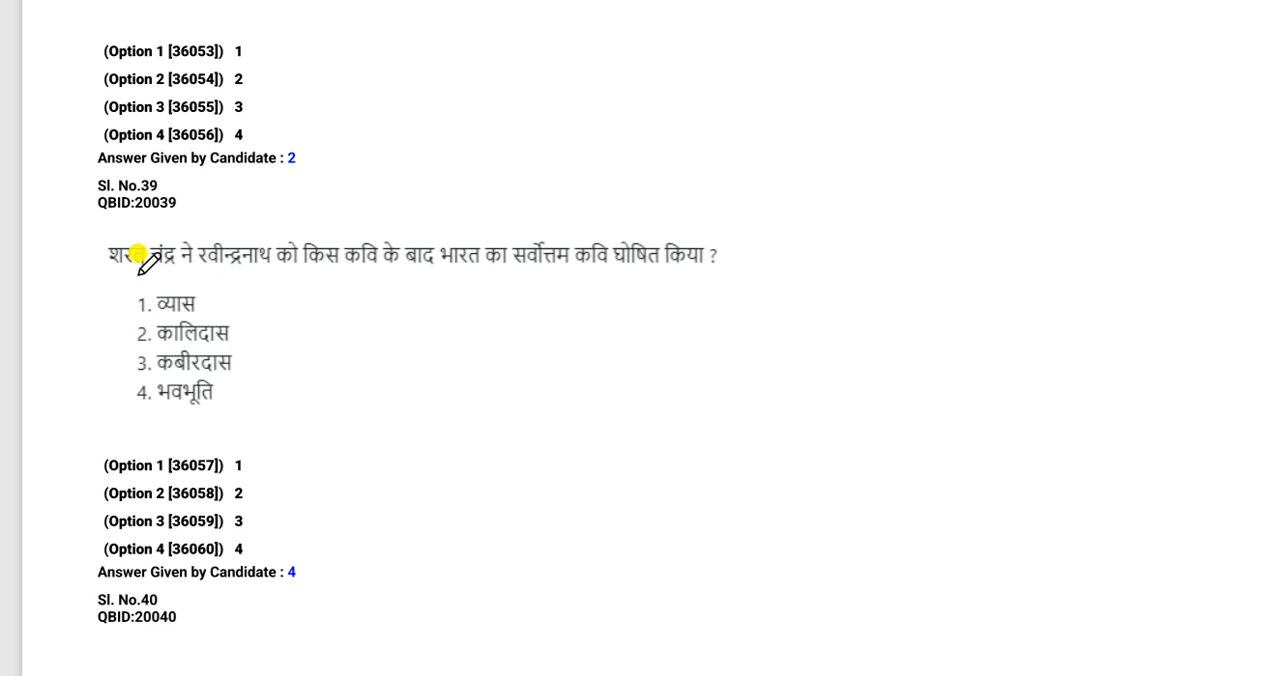 (Option 1 [36053]) 1
(Option 2 [36054]) 2
(Option 3 [36055]) 3
(Option 4 [36056]) 4
Answer Given by Candidate : 2
Sl. No.39
QBID:20039
ने रवीन्द्रनाथ को किस कवि के बाद भारत का सर्वोत्तम कवि घोषित किया ?
1. व्यास
2. कालिदास
3. कबीरदास
4. भवभूति
(Option 1 [36057]) 1
(Option 2 [36058]) 2
(Option 3 [36059]) 3
(Option 4 [36060]) 4
Answer Given by Candidate : 4
Sl. No.40
QBID:20040